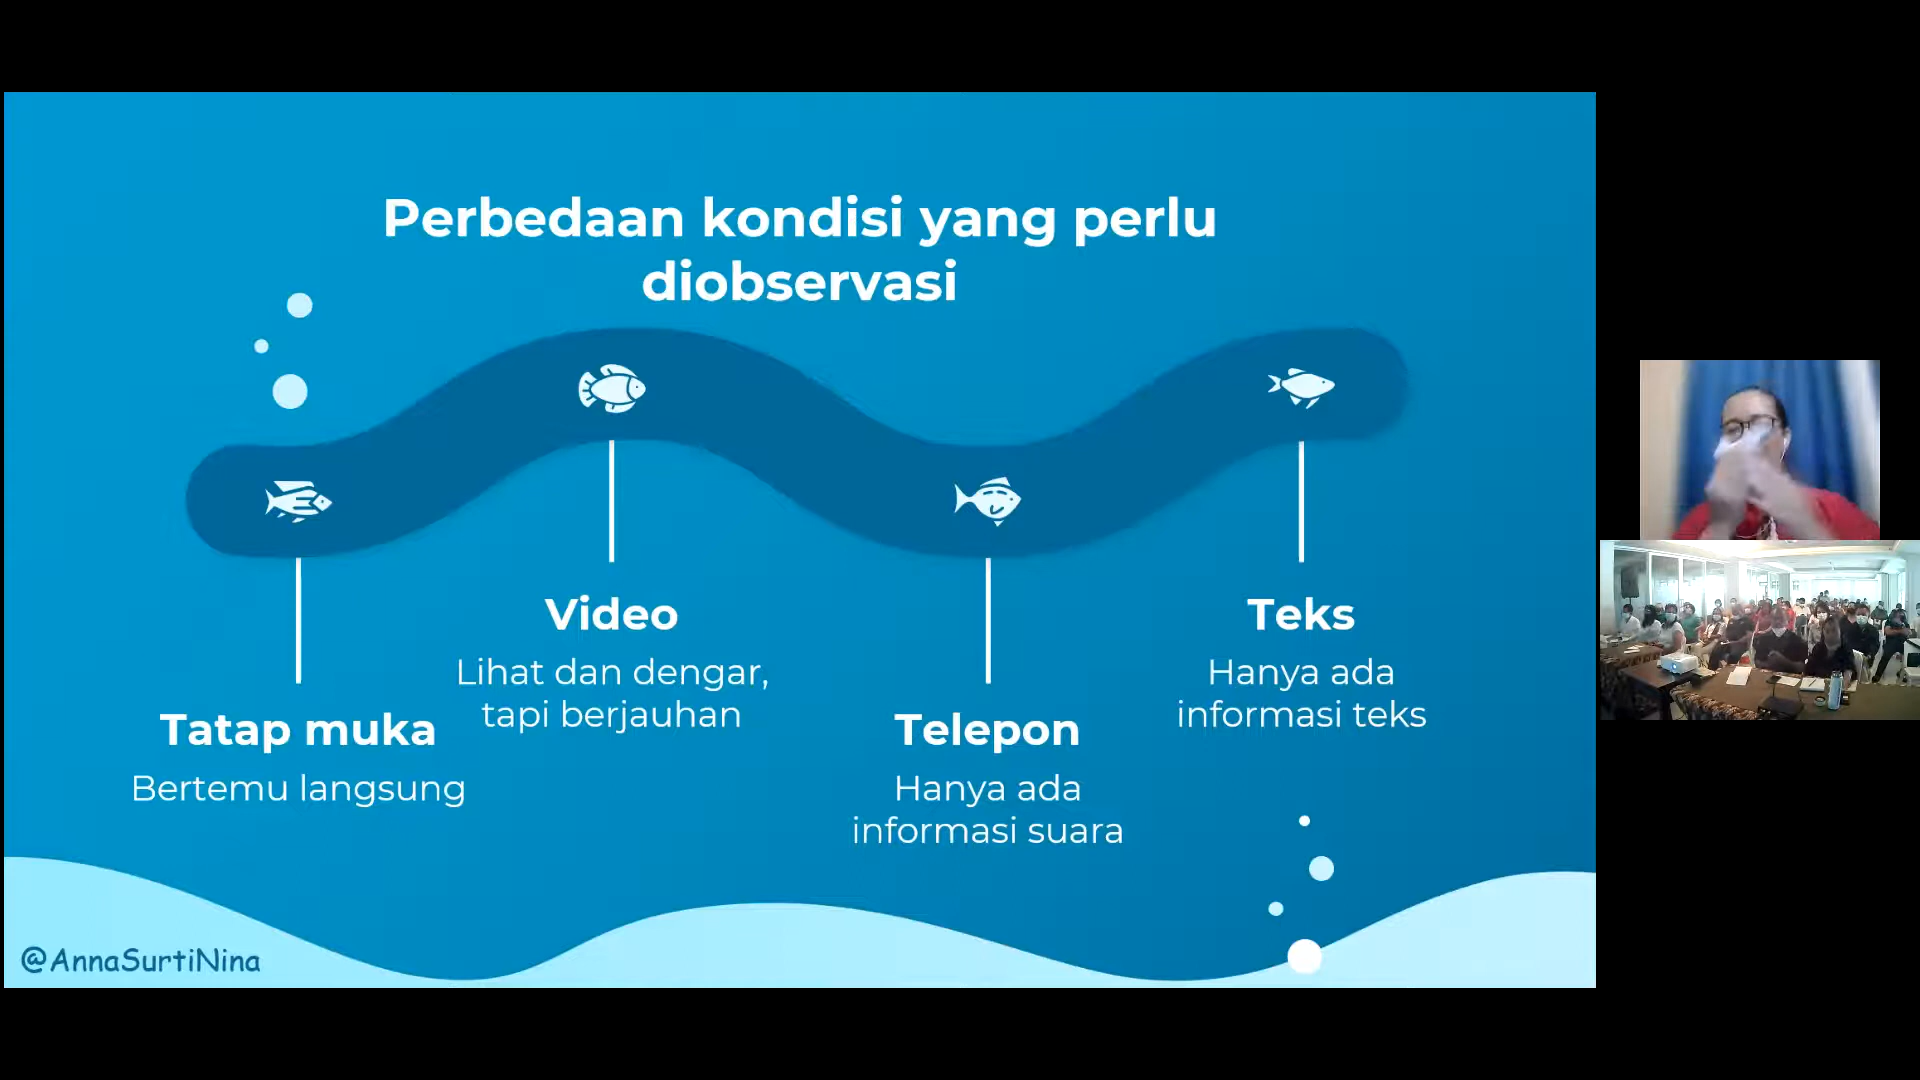 Perbedaan kondisi yang perlu
diobservasi
Tatap muka
Bertemu langsung
Video
Lihat dan dengar,
tapi berjauhan
Telepon
Hanya ada
informasi suara
Teks
Hanya ada
informasi teks
@AnnaSurtiNina